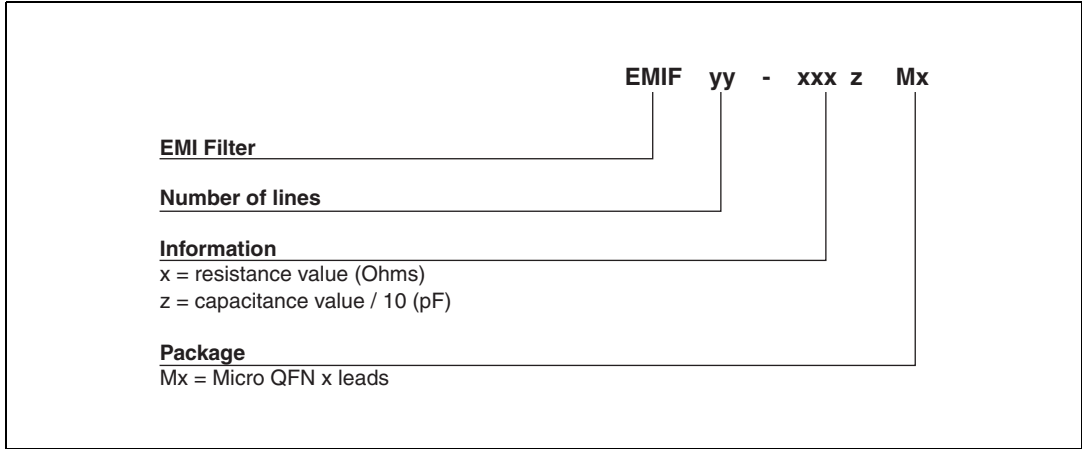 EMIF yy - xxx z Mx
EMI Filter
Number of lines
Information
x = resistance value (Ohms)
z = capacitance value / 10 (pF)
Package
Mx = Micro QFN x leads